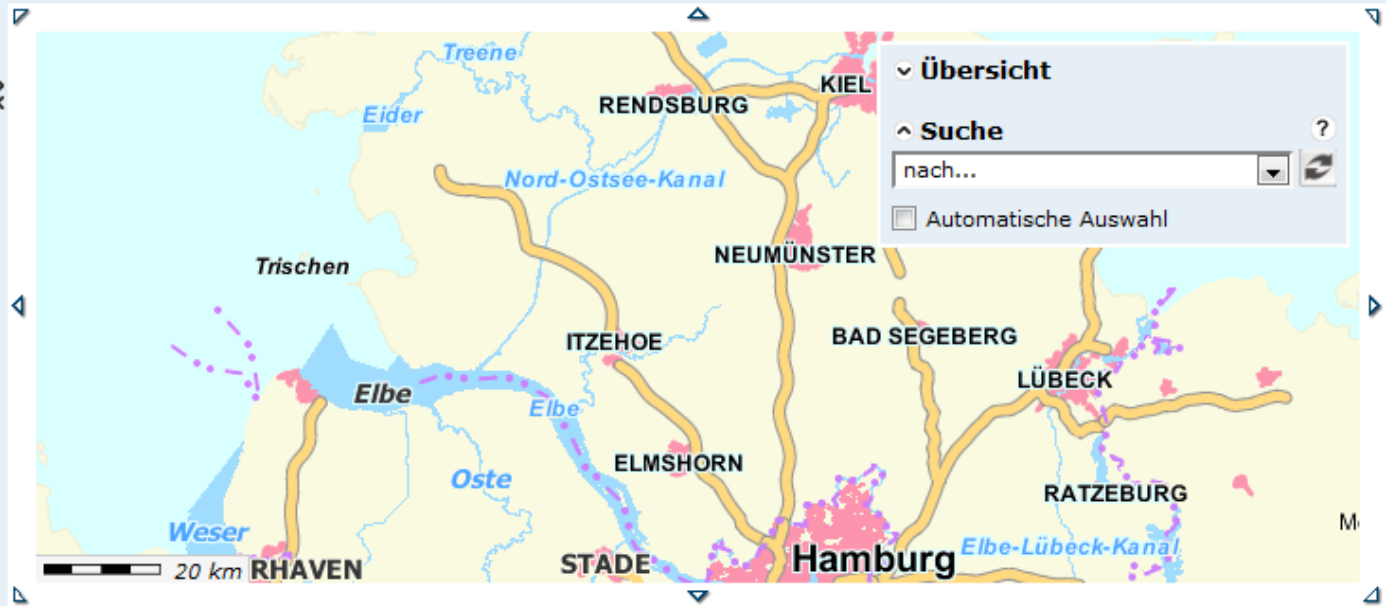 Treene
Übersicht
KIEL
RENDSBURG
Eider
Suche
?
nach...
Nord-Ostsee-Kanal
Automatische Auswahl
NEUMÜNSTER
Trischen
BAD SEGEBERG
ITZEHOE
LÜBECK
Elbe
Elbe
ELMSHORN
Oste
RATZEBURG
Weser
Hamburg
Elbe-Lübeck-Kanal
STADE
20 km
RHAVEN